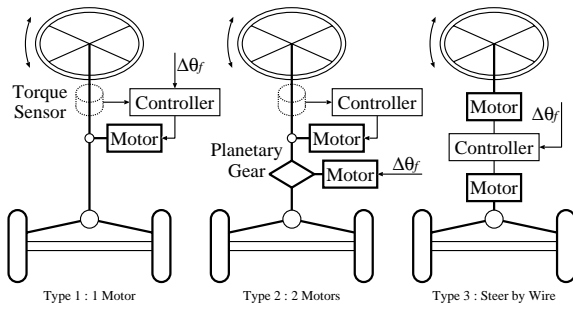 Δθf
Torque
Sensor
Controller
Motor
Type 1 : 1 Motor
Controller
Motor
Planetary
Gear
Motor
Δθf
Type 2 : 2 Motors
Motor
Δθf
Controller
Motor
Type 3 : Steer by Wire